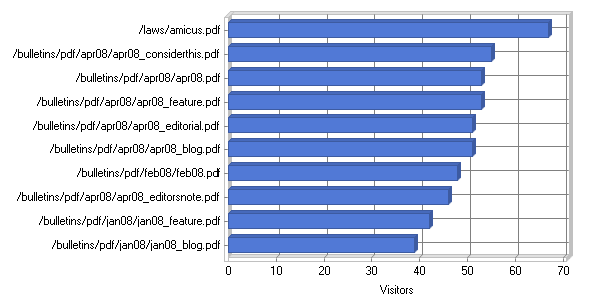 /laws/amicus.pdf
/bulletins/pdf/apr08/apr08_considerthis.pdf
/bulletins/pdf/apr08/apr08.pdf
/bulletins/pdf/apr08/apr08_feature.pdf
/bulletins/pdf/apr08/apr08_editorial.pdf
/bulletins/pdf/apr08/apr08_blog.pdf
/bulletins/pdf/feb08/feb08.pdf
/bulletins/pdf/apr08/apr08_editorsnote.pdf
/bulletins/pdf/jan08/jan08_feature.pdf
/bulletins/pdf/jan08/jan08_blog.pdf
0 10 20 30 40 50 60 70
Visitors